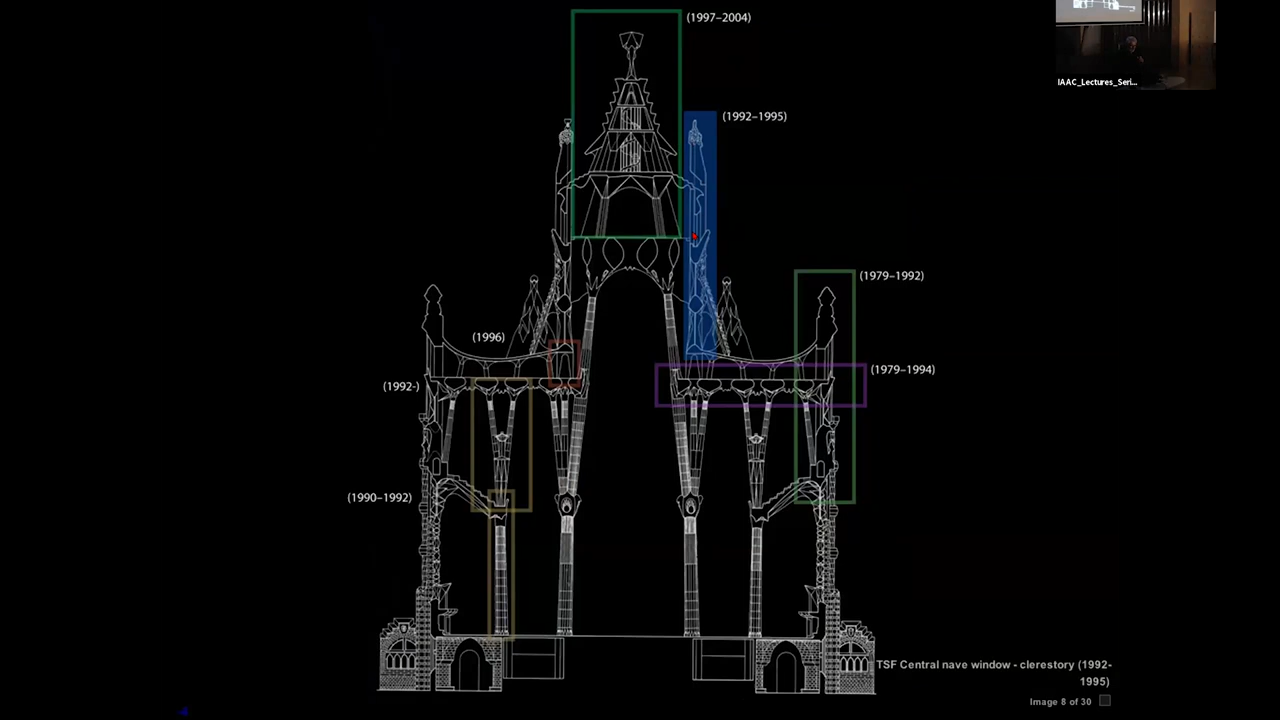 (1997–2004)
IAAC_Lectures_Seri...
(1992–1995)
(1979–1992)
(1996)
(1979–1994)
(1992-)
(1990–1992)
TSF Central nave window - clerestory (1992-
1995)
Image 8 of 30